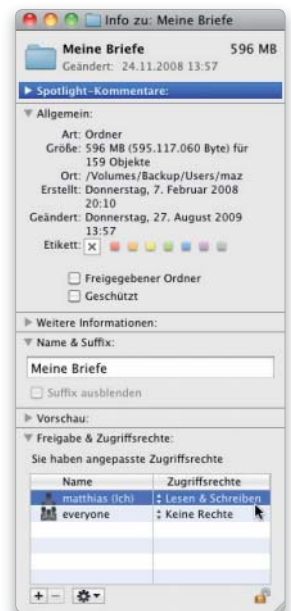 Info zu: Meine Briefe
Meine Briefe 596 MB
Geändert: 24.11.2008 13:57
Spotlight-Kommentare:
Allgemein:
Art: Ordner
Größe: 596 MB (595.117.060 Byte) für
159 Objekte
Ort: /Volumes/Backup/Users/maz
Erstellt: Donnerstag, 7. Februar 2008
20:10
Geändert: Donnerstag, 27. August 2009
13:57
Etikett:
Freigegebener Ordner
Geschützt
Weitere Informationen:
Name & Suffix:
Meine Briefe
Suffix ausblenden
Vorschau:
Freigabe & Zugriffsrechte:
Sie haben angepasste Zugriffsrechte
Name Zugriffsrechte
matthias (Ich) Lesen & Schreiben
everyone Keine Rechte